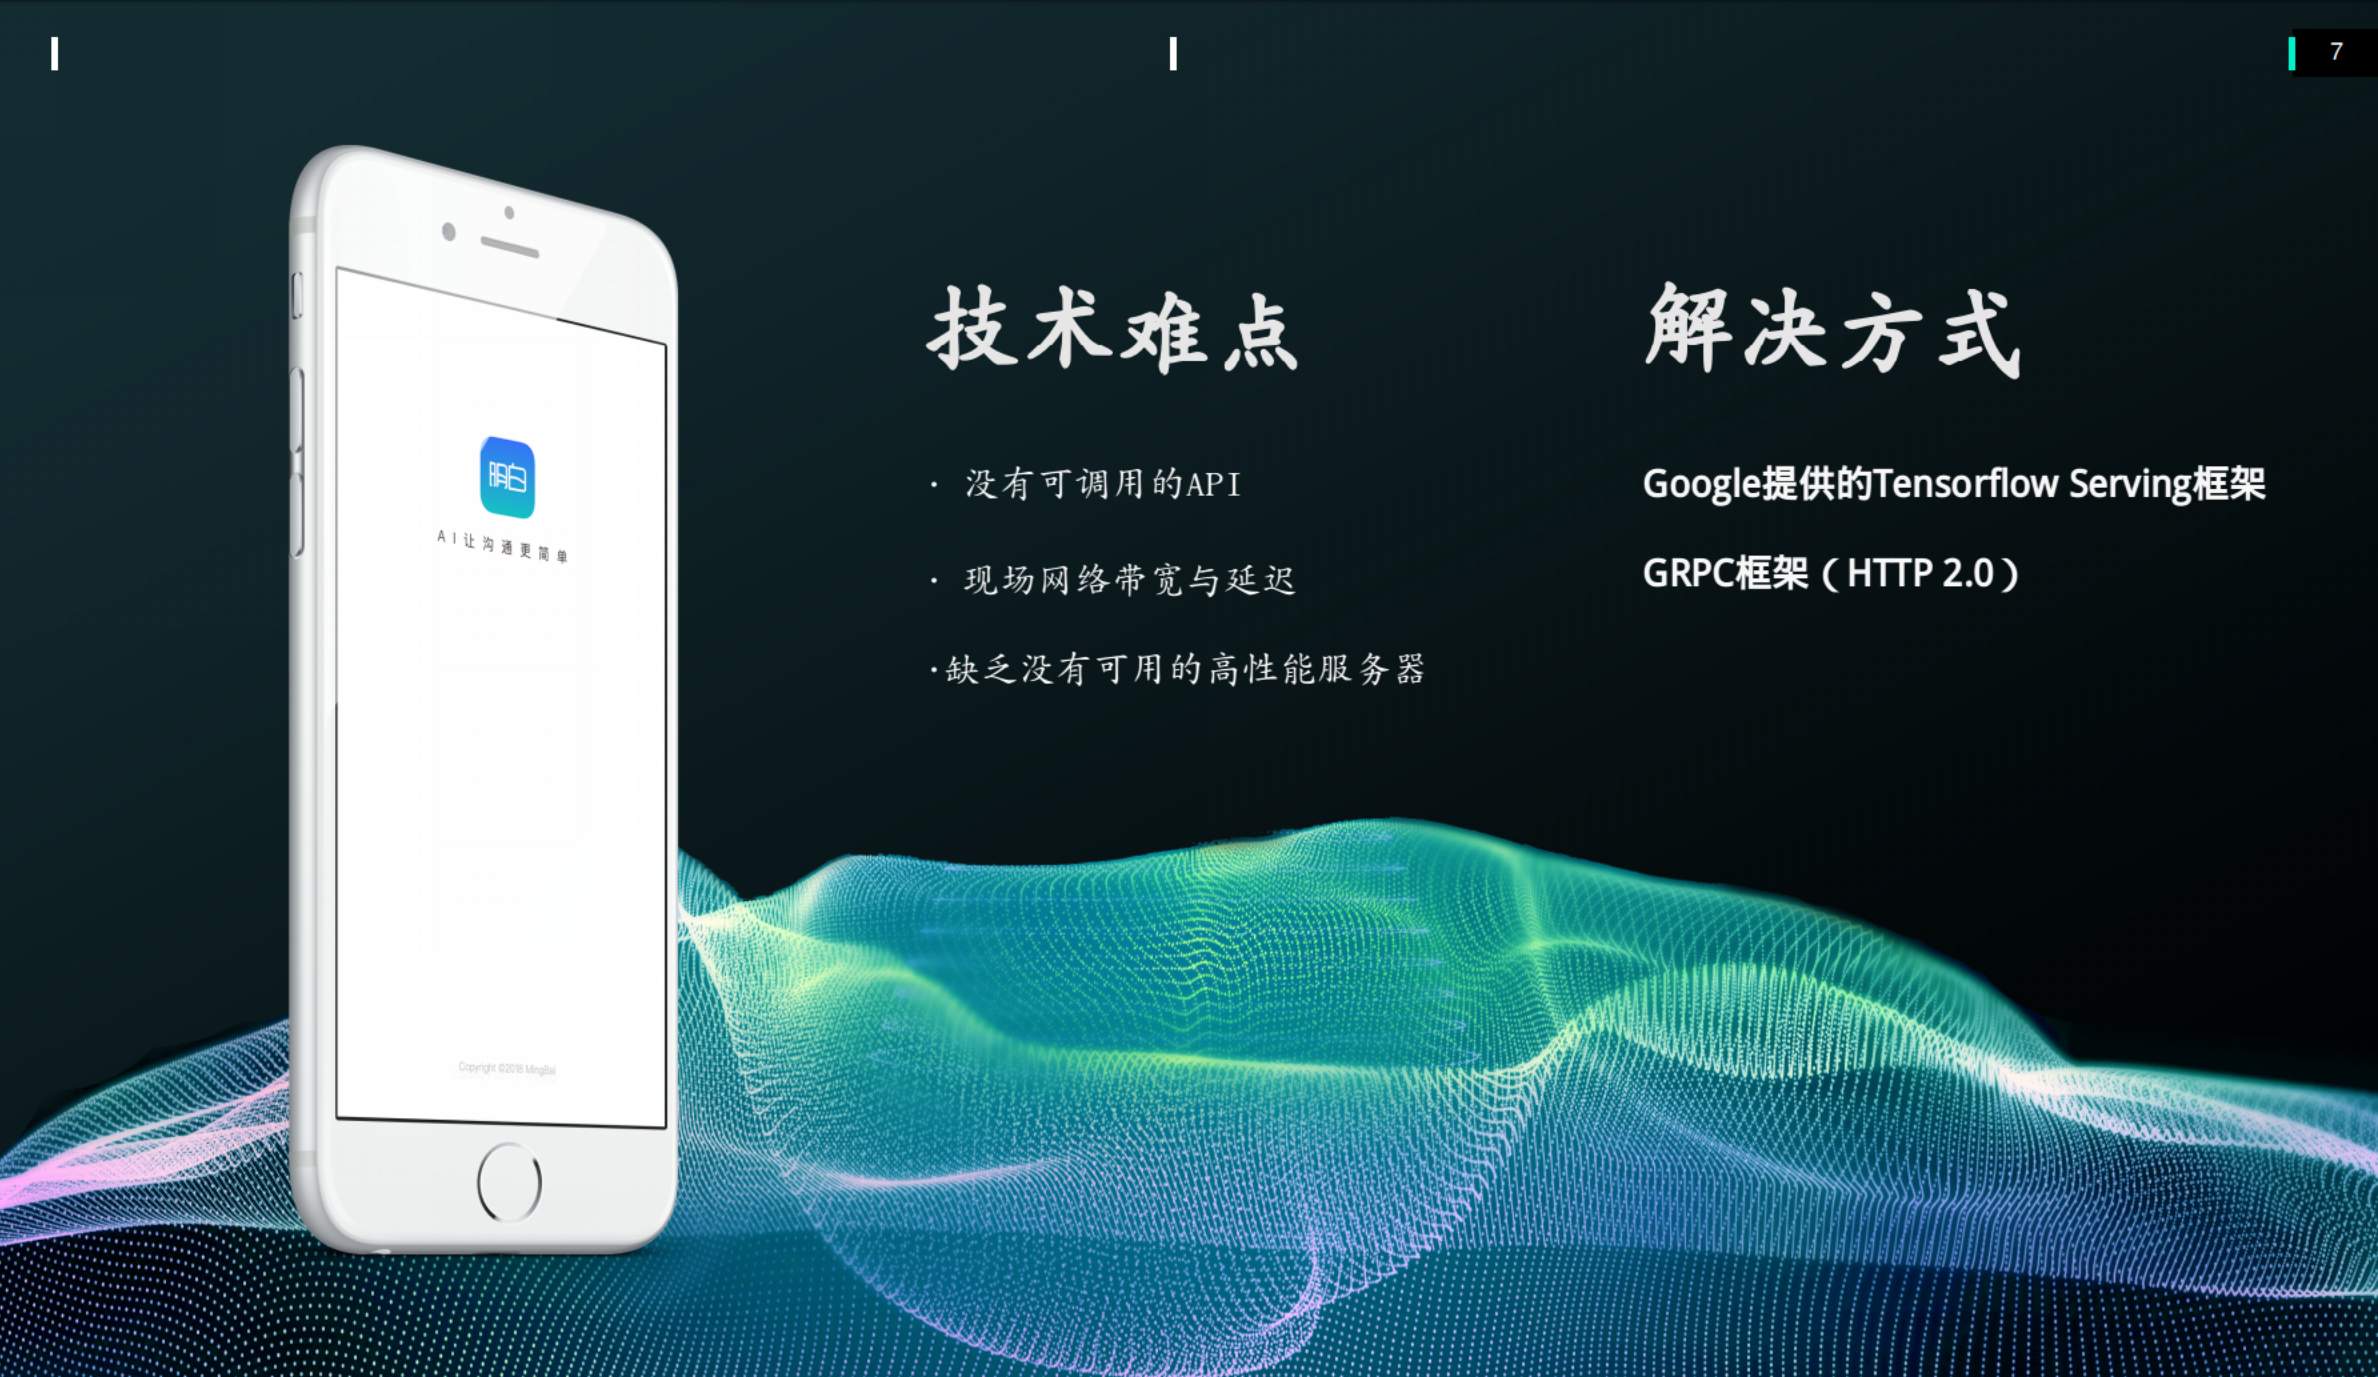 7
明白
AI让沟通更简单
Copyright ©2018 MingBai
技术难点
· 没有可调用的API
· 现场网络带宽与延迟
·缺乏没有可用的高性能服务器
解决方式
Google提供的Tensorflow Serving框架
GRPC框架（HTTP 2.0）